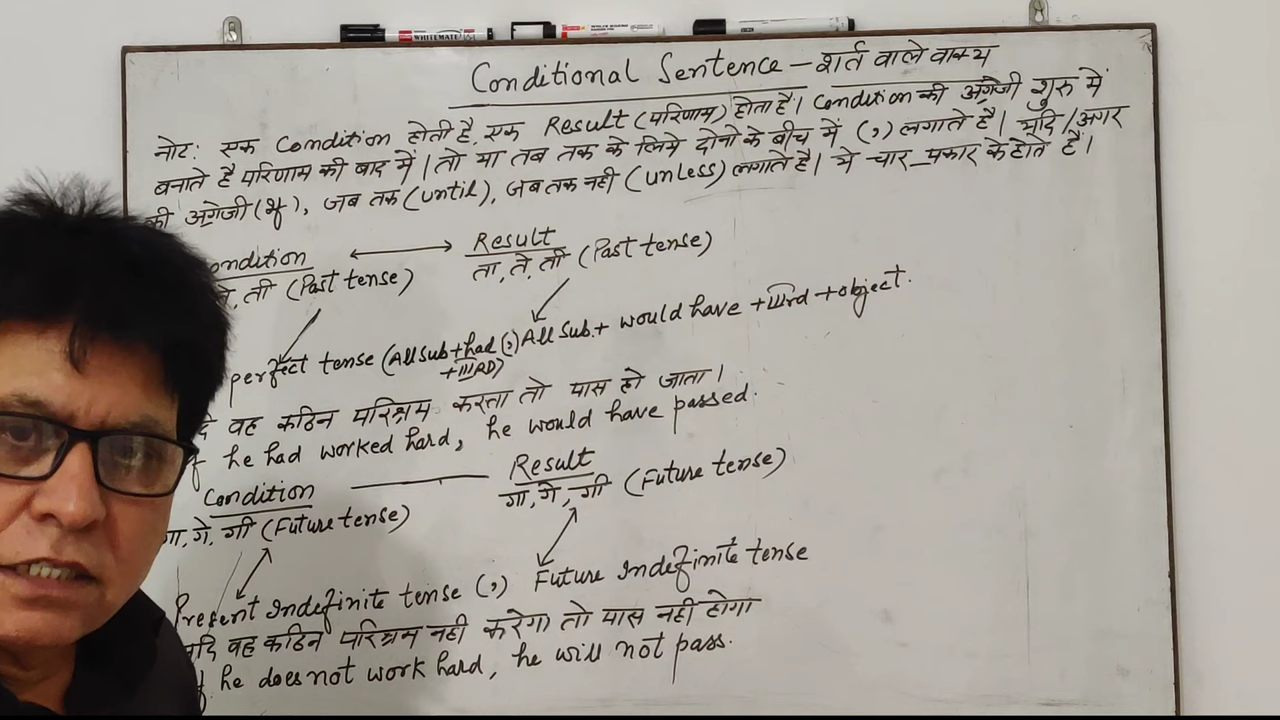 WHITEMATE
Conditional Sentence – शर्त वाले वाक्य
नोट: एक Condition होती है, एक Result (परिणाम) होता है। Condition की अंग्रेजी शुरु में
बनाते है परिणाम की बाद में। तो या तब तक के लिये दोनो के बीच में (,) लगाते है। यदि/अगर
की अंग्रेजी (If), जब तक (until), जब तक नही (unless) लगाते है। ये चार प्रकार के होते है।
ondition ⟷ Result
ते, ती (Past tense) ता, ते, ती (Past tense)
perfect tense (All Sub + had (,) All Sub. + would have + IIIrd + object.
+ IIIRD)
दि वह कठिन परिश्रम करता तो पास हो जाता।
f he had worked hard, he would have passed.
Condition — Result
गा, गे, गी (Future tense) गा, गे, गी (Future tense)
Present Indefinite tense (,) Future Indefinite tense
यदि वह कठिन परिश्रम नही करेगा तो पास नही होगा
f he does not work hard, he will not pass.